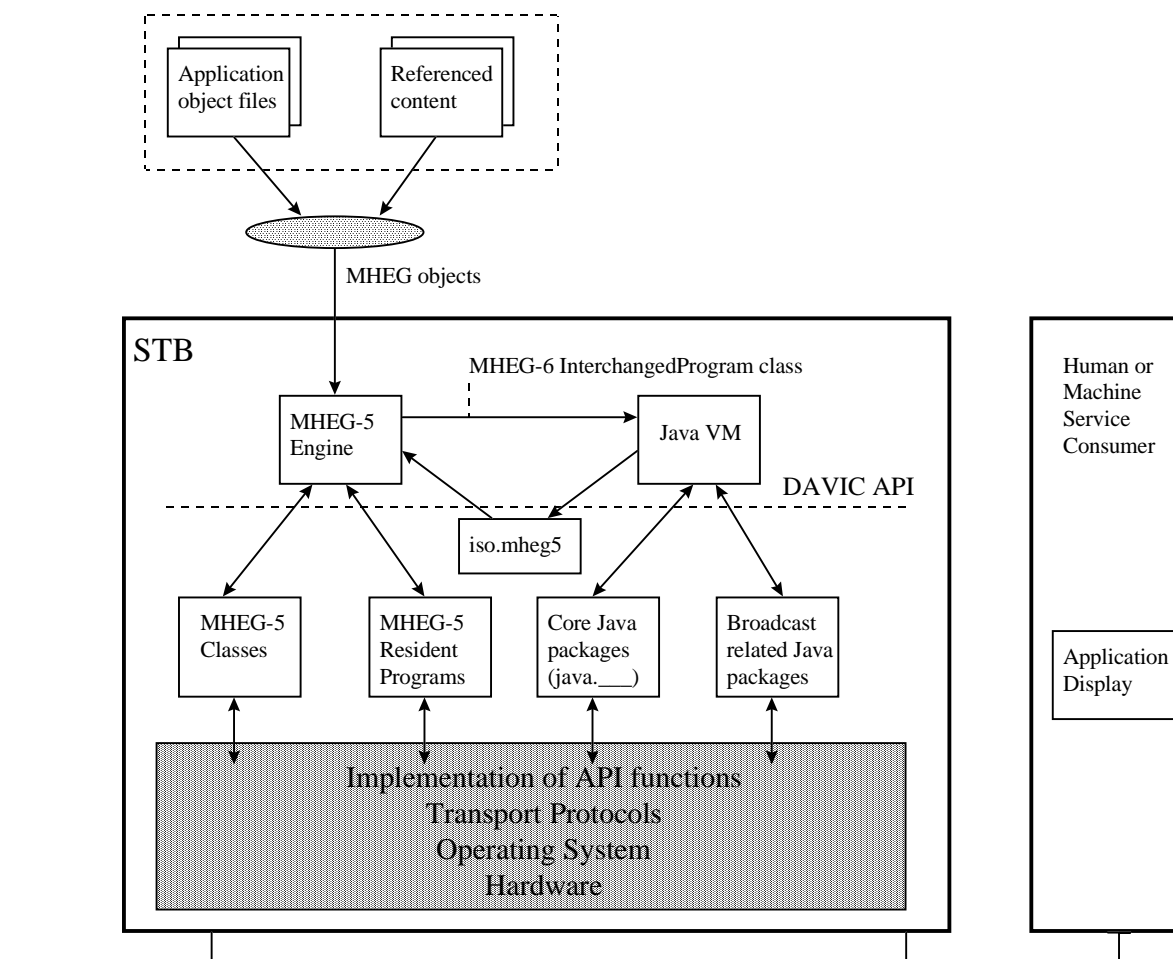 Application
object files
Referenced
content
MHEG objects
STB
MHEG-6 InterchangedProgram class
MHEG-5
Engine
Java VM
DAVIC API
iso.mheg5
MHEG-5
Classes
MHEG-5
Resident
Programs
Core Java
packages
(java.___)
Broadcast
related Java
packages
Implementation of API functions
Transport Protocols
Operating System
Hardware
Human or
Machine
Service
Consumer
Application
Display